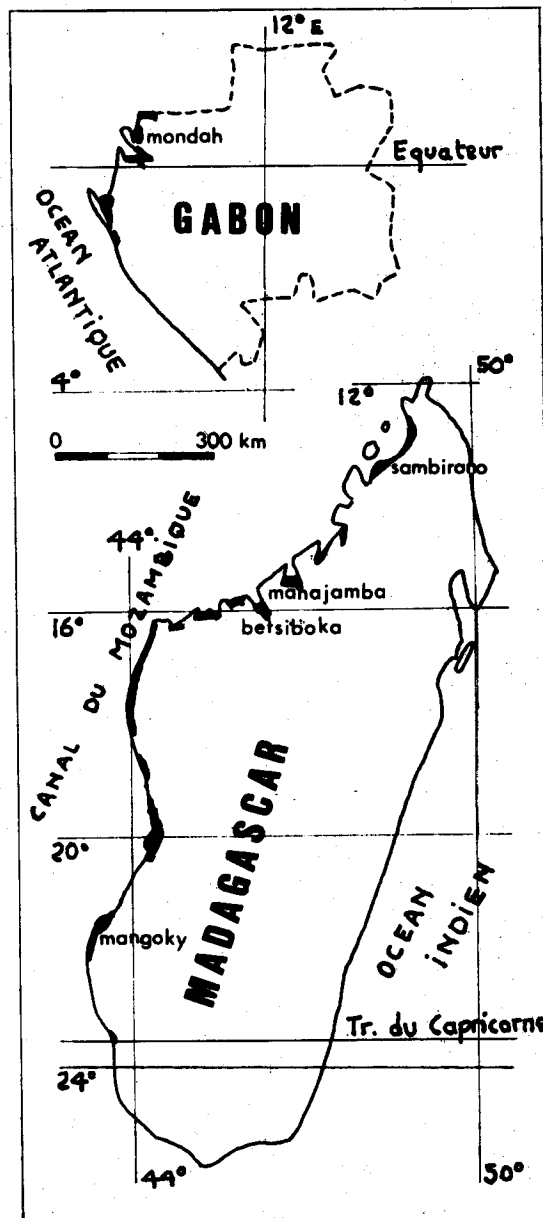 12° E
mondah
Equateur
GABON
OCEAN
ATLANTIQUE
4°
50°
12°
0 300 km
sambirano
44°
CANAL DU MOZAMBIQUE
mahajamba
16°
betsiboka
MADAGASCAR
20°
OCEAN
INDIEN
mangoky
Tr. du Capricorne
24°
44°
50°